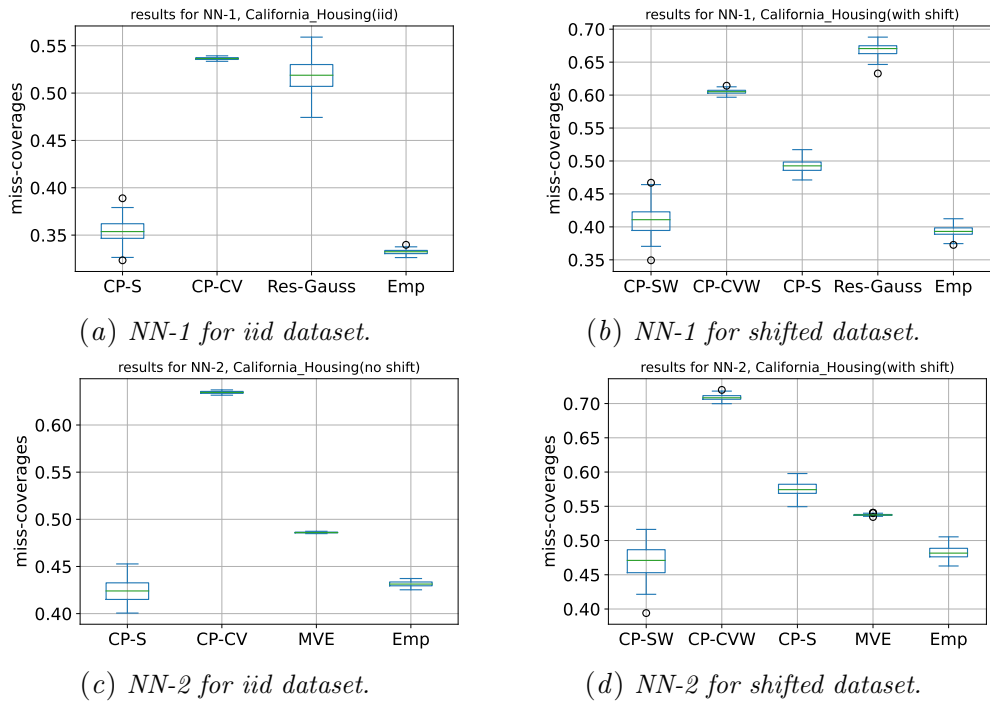 results for NN-1, California_Housing(iid)
miss-coverages
0.55
0.50
0.40
0.35
CP-S CP-CV Res-Gauss Emp
(a) NN-1 for iid dataset.
results for NN-1, California_Housing(with shift)
miss-coverages
0.70
0.65
0.60
0.55
0.50
0.45
0.40
0.35
CP-SW CP-CVW CP-S Res-Gauss Emp
(b) NN-1 for shifted dataset.
results for NN-2, California_Housing(no shift)
miss-coverages
0.60
0.50
0.45
0.40
CP-S CP-CV MVE Emp
(c) NN-2 for iid dataset.
results for NN-2, California_Housing(with shift)
miss-coverages
0.70
0.65
0.60
0.55
0.50
0.45
0.40
CP-SW CP-CVW CP-S MVE Emp
(d) NN-2 for shifted dataset.